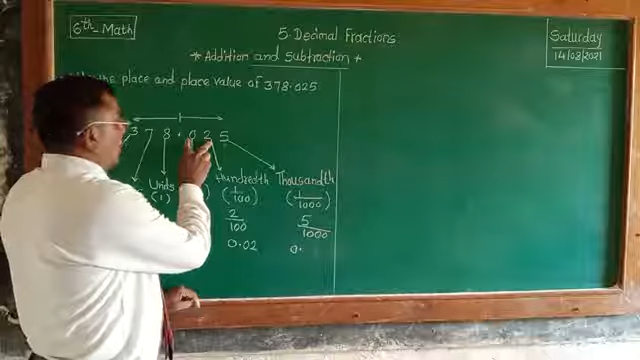 6th - Math
5. Decimal Fractions
Saturday
14/08/2021
* Addition and Subtraction +
the place and place value of 378.025
3 7 8 . 0 2 5
Units
Hundredth
Thousandth
(1)
(1/100)
(1/1000)
2/100
5/1000
0.02
0.